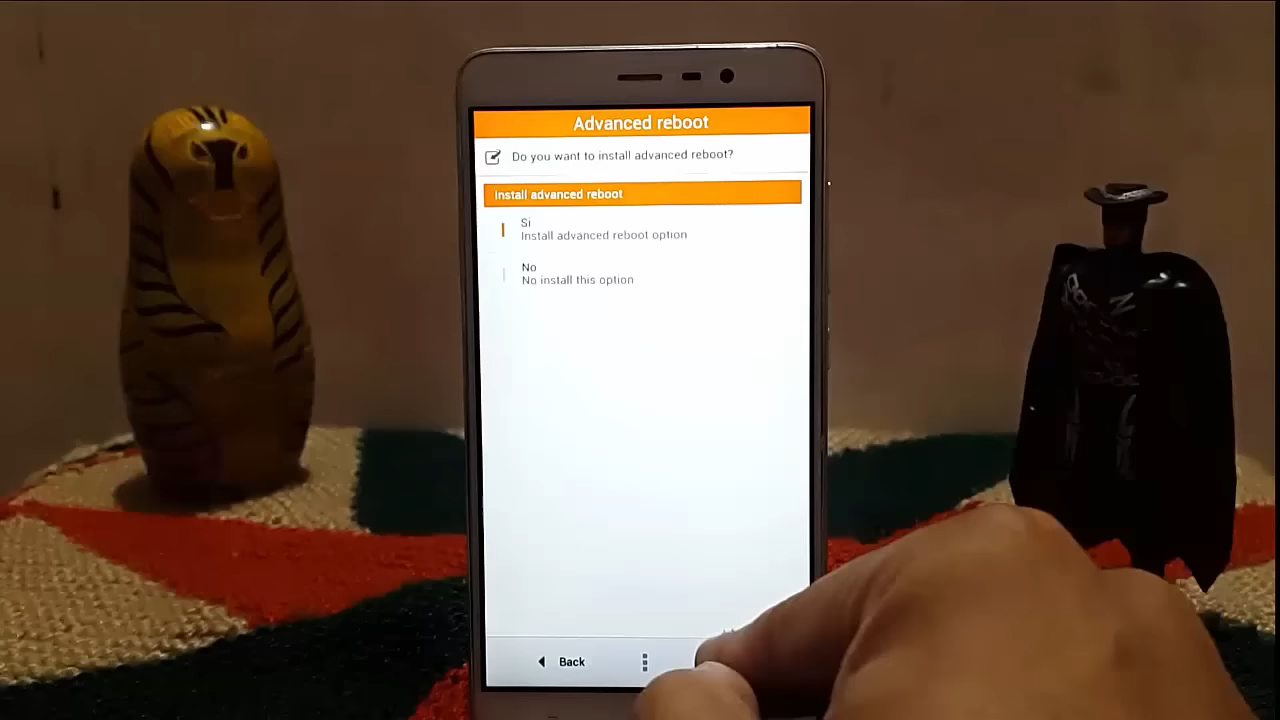 Advanced reboot
Do you want to install advanced reboot?
Install advanced reboot
Si
Install advanced reboot option
No
No install this option
Back